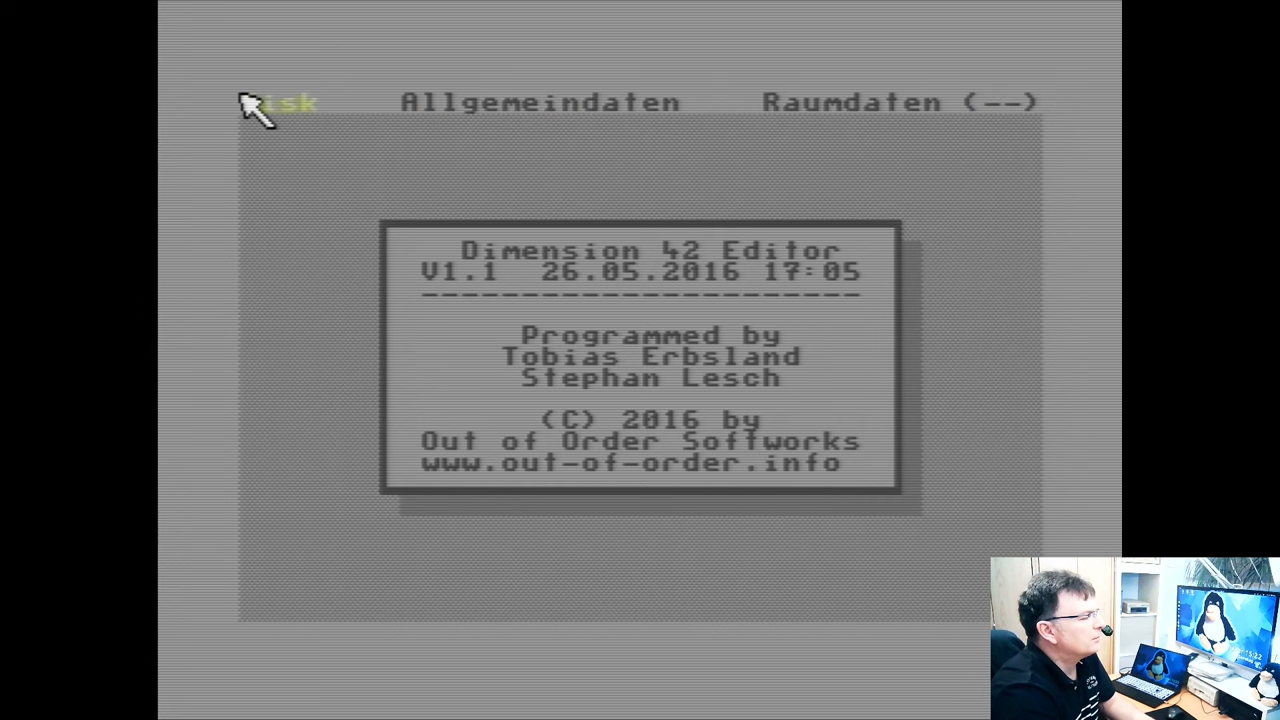 isk Allgemeindaten Raumdaten (--)
Dimension 42 Editor
V1.1 26.05.2016 17:05
----------------------
Programmed by
Tobias Erbsland
Stephan Lesch
(C) 2016 by
Out of Order Softworks
www.out-of-order.info